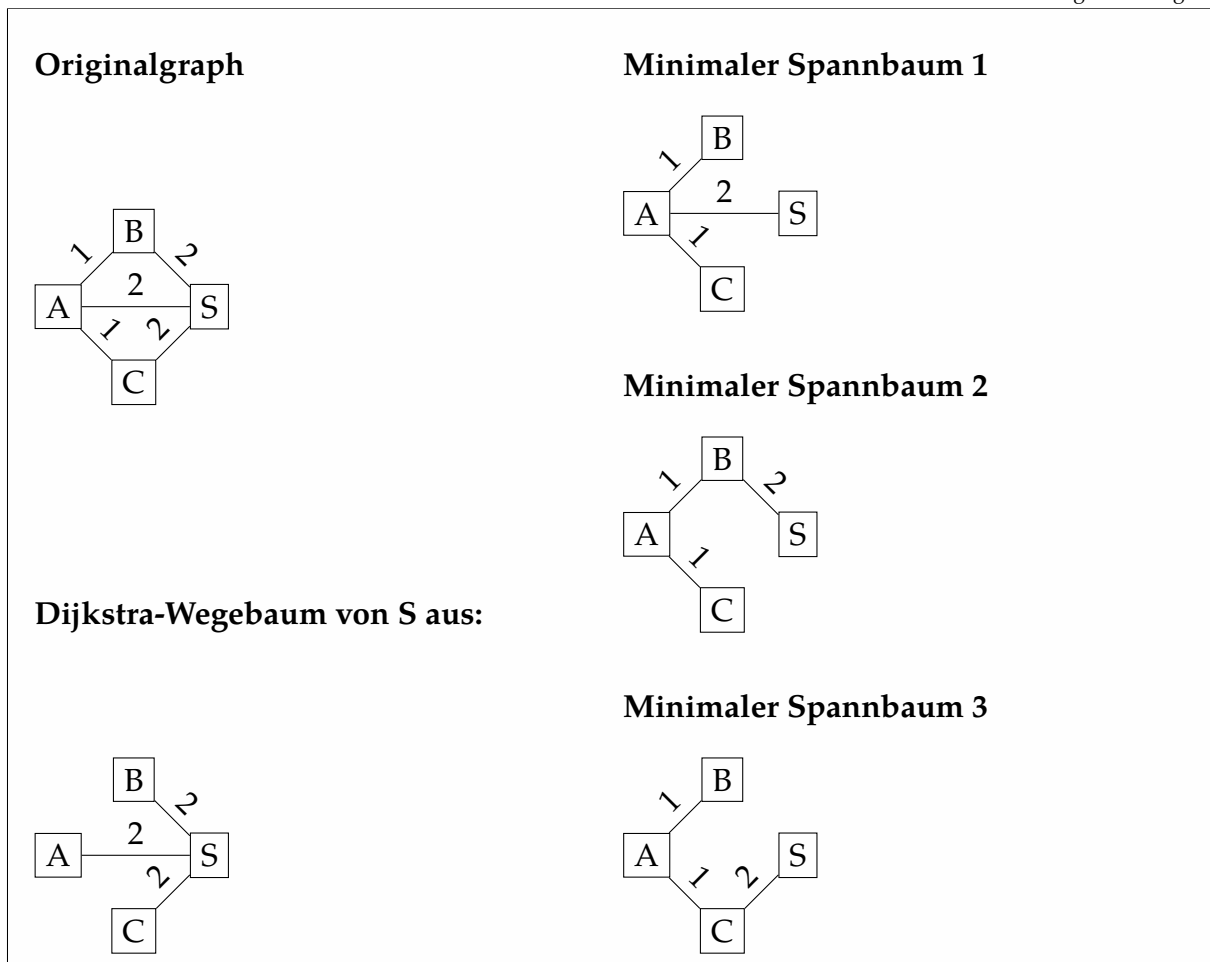 Originalgraph
A
B
S
C
1
2
2
1
2
Dijkstra-Wegebaum von S aus:
B
A
S
C
2
2
2
Minimaler Spannbaum 1
B
A
S
C
1
2
1
Minimaler Spannbaum 2
B
A
S
C
1
2
1
Minimaler Spannbaum 3
B
A
S
C
1
1
2